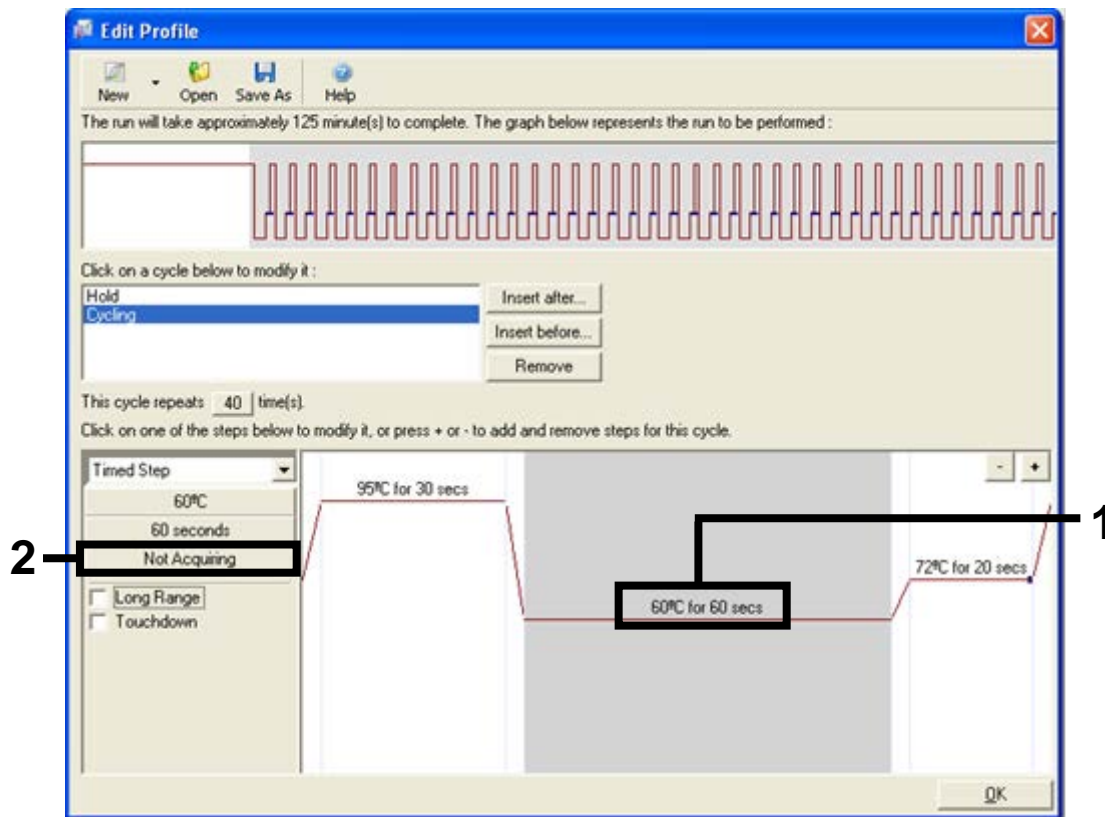 Edit Profile
New Open Save As Help
The run will take approximately 125 minute(s) to complete. The graph below represents the run to be performed :
Click on a cycle below to modify it :
Hold
Cycling
Insert after...
Insert before...
Remove
This cycle repeats 40 time(s).
Click on one of the steps below to modify it, or press + or - to add and remove steps for this cycle.
Timed Step
60ºC
60 seconds
Not Acquiring
Long Range
Touchdown
95ºC for 30 secs
60ºC for 60 secs
72ºC for 20 secs
- +
1
2
OK